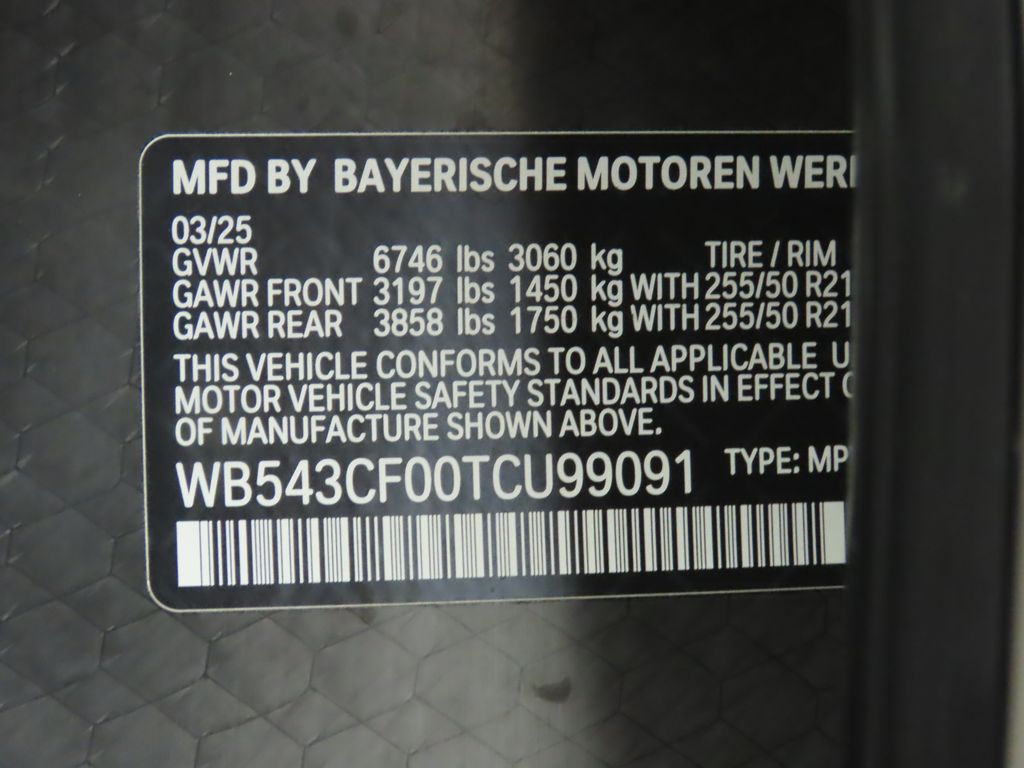 MFD BY BAYERISCHE MOTOREN
03/25
GVWR 6746 lbs 3060 kg TIRE / RIM
GAWR FRONT 3197 lbs 1450 kg WITH 255/50 R21
GAWR REAR 3858 lbs 1750 kg WITH 255/50 R21
THIS VEHICLE CONFORMS TO ALL APPLICABLE
MOTOR VEHICLE SAFETY STANDARDS IN EFFECT
OF MANUFACTURE SHOWN ABOVE.
WB543CF00TCU99091 TYPE: